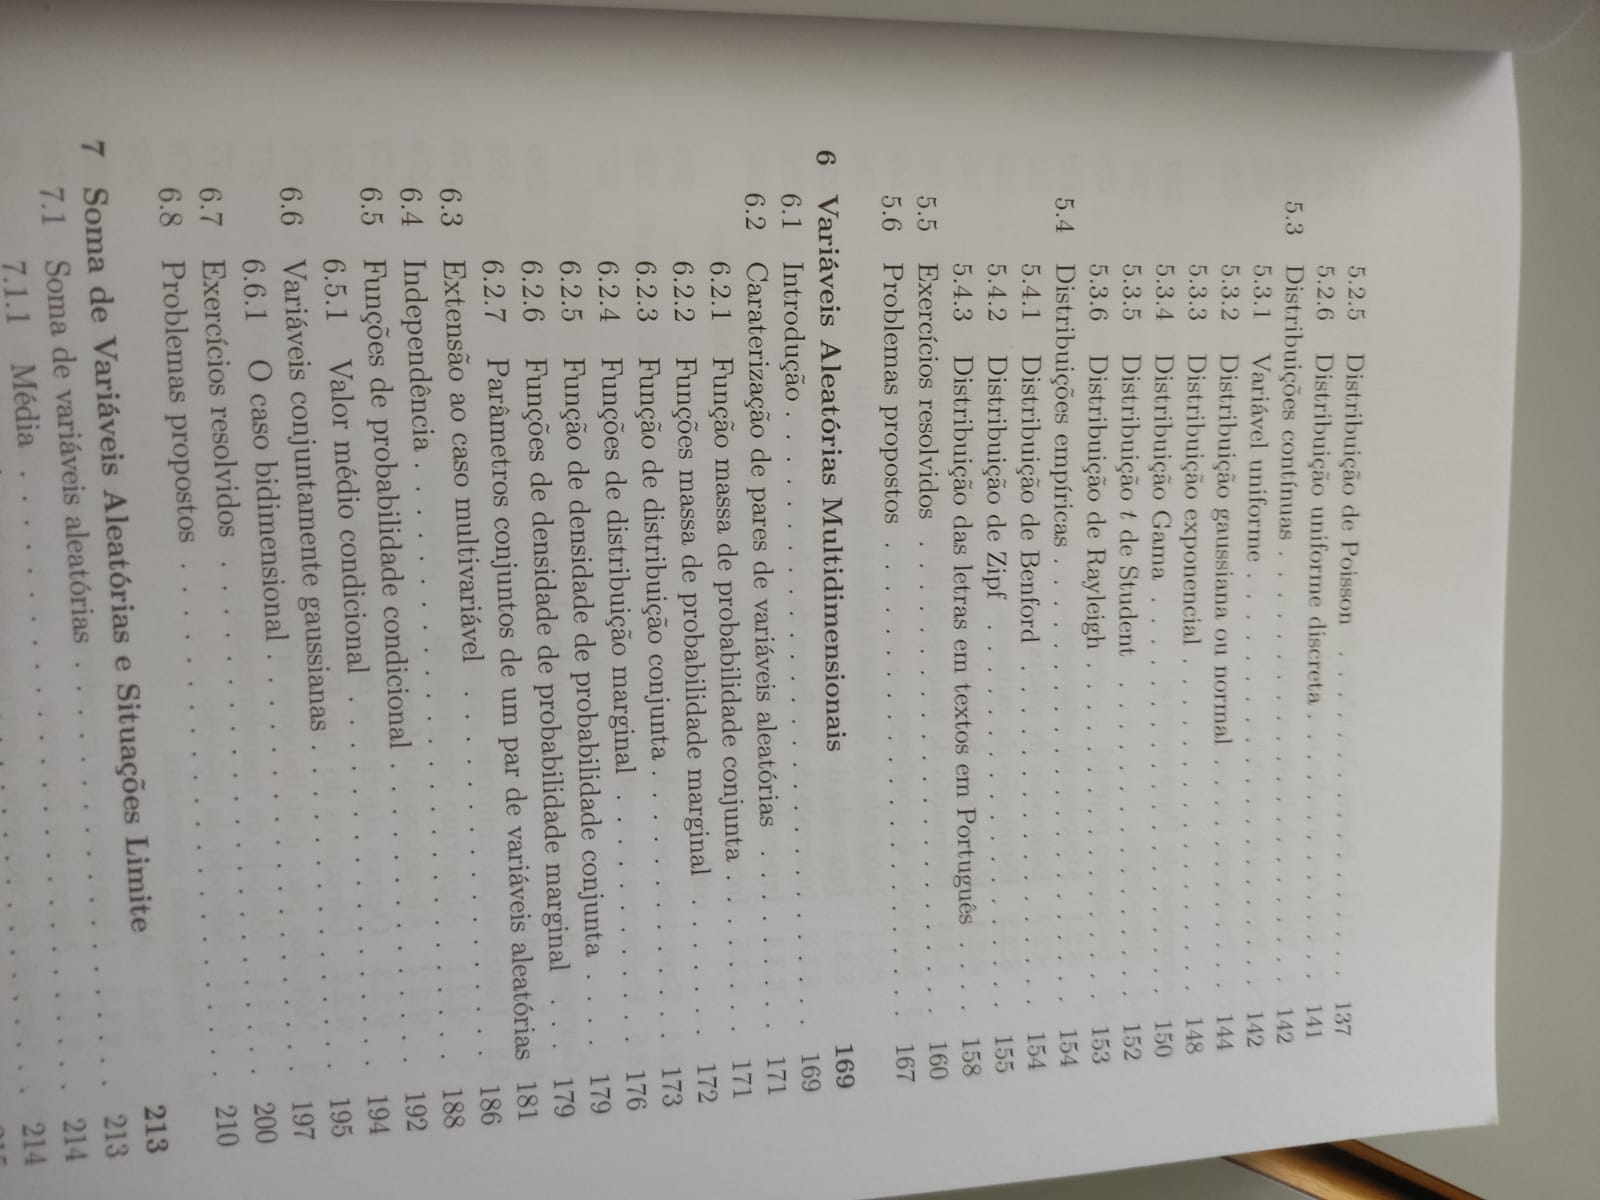 5.2.5 Distribuição de Poisson . . . . . . . . . . . . . . . 137
5.2.6 Distribuição uniforme discreta . . . . . . . . . . . . . 141
5.3 Distribuições contínuas . . . . . . . . . . . . . . . . . . . . 142
5.3.1 Variável uniforme . . . . . . . . . . . . . . . . . . 142
5.3.2 Distribuição gaussiana ou normal . . . . . . . . . . . 144
5.3.3 Distribuição exponencial . . . . . . . . . . . . . . . 148
5.3.4 Distribuição Gama . . . . . . . . . . . . . . . . . . 150
5.3.5 Distribuição t de Student . . . . . . . . . . . . . . 152
5.3.6 Distribuição de Rayleigh . . . . . . . . . . . . . . . 153
5.4 Distribuições empíricas . . . . . . . . . . . . . . . . . . . . 154
5.4.1 Distribuição de Benford . . . . . . . . . . . . . . . 154
5.4.2 Distribuição de Zipf . . . . . . . . . . . . . . . . . 155
5.4.3 Distribuição das letras em textos em Português . . . . 158
5.5 Exercícios resolvidos . . . . . . . . . . . . . . . . . . . . . 160
5.6 Problemas propostos . . . . . . . . . . . . . . . . . . . . . 167
6 Variáveis Aleatórias Multidimensionais 169
6.1 Introdução . . . . . . . . . . . . . . . . . . . . . . . . . 169
6.2 Caraterização de pares de variáveis aleatórias . . . . . . . . 171
6.2.1 Função massa de probabilidade conjunta . . . . . . . . 171
6.2.2 Funções massa de probabilidade marginal . . . . . . . 172
6.2.3 Função de distribuição conjunta . . . . . . . . . . . . 173
6.2.4 Funções de distribuição marginal . . . . . . . . . . . 176
6.2.5 Função de densidade de probabilidade conjunta . . . . 179
6.2.6 Funções de densidade de probabilidade marginal . . . 179
6.2.7 Parâmetros conjuntos de um par de variáveis aleatórias 181
6.3 Extensão ao caso multivariável . . . . . . . . . . . . . . . . 186
6.4 Independência . . . . . . . . . . . . . . . . . . . . . . . . 188
6.5 Funções de probabilidade condicional . . . . . . . . . . . . . 192
6.5.1 Valor médio condicional . . . . . . . . . . . . . . . . 194
6.6 Variáveis conjuntamente gaussianas . . . . . . . . . . . . . . 195
6.6.1 O caso bidimensional . . . . . . . . . . . . . . . . . 197
6.7 Exercícios resolvidos . . . . . . . . . . . . . . . . . . . . . 200
6.8 Problemas propostos . . . . . . . . . . . . . . . . . . . . . 210
7 Soma de Variáveis Aleatórias e Situações Limite 213
7.1 Soma de variáveis aleatórias . . . . . . . . . . . . . . . . . 213
7.1.1 Média . . . . . . . . . . . . . . . . . . . . . . . . 214
214